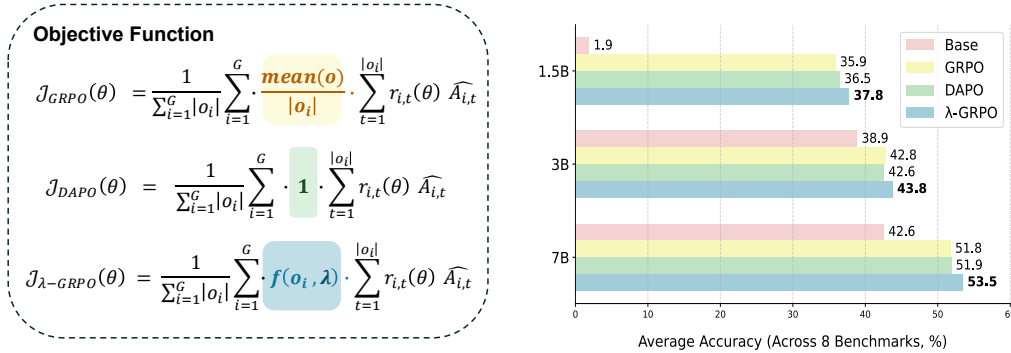 Objective Function
𝒥_GRPO(θ) = 1/∑_{i=1}^{G}|o_i| ∑_{i=1}^{G} · mean(o)/|o_i| · ∑_{t=1}^{|o_i|} r_{i,t}(θ) Â_{i,t}
𝒥_DAPO(θ) = 1/∑_{i=1}^{G}|o_i| ∑_{i=1}^{G} · 1 · ∑_{t=1}^{|o_i|} r_{i,t}(θ) Â_{i,t}
𝒥_{λ−GRPO}(θ) = 1/∑_{i=1}^{G}|o_i| ∑_{i=1}^{G} · f(o_i, λ) · ∑_{t=1}^{|o_i|} r_{i,t}(θ) Â_{i,t}
Base
GRPO
DAPO
λ-GRPO
1.5B
1.9
35.9
36.5
37.8
3B
38.9
42.8
42.6
43.8
7B
42.6
51.8
51.9
53.5
0 10 20 30 40 50 6
Average Accuracy (Across 8 Benchmarks, %)